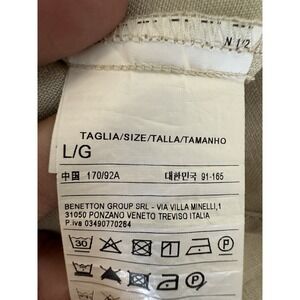 TAGLIA/SIZE/TALLA/TAMANHO
L/G
中国 170/92A 대한민국 91-165
BENETTON GROUP SRL - VIA VILLA MINELLI,1
31050 PONZANO VENETO TREVISO ITALIA
P.iva 03490770264
30 P